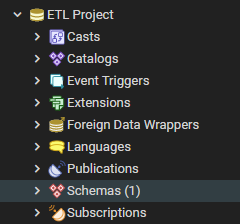 ETL Project
Casts
Catalogs
Event Triggers
Extensions
Foreign Data Wrappers
Languages
Publications
Schemas (1)
Subscriptions